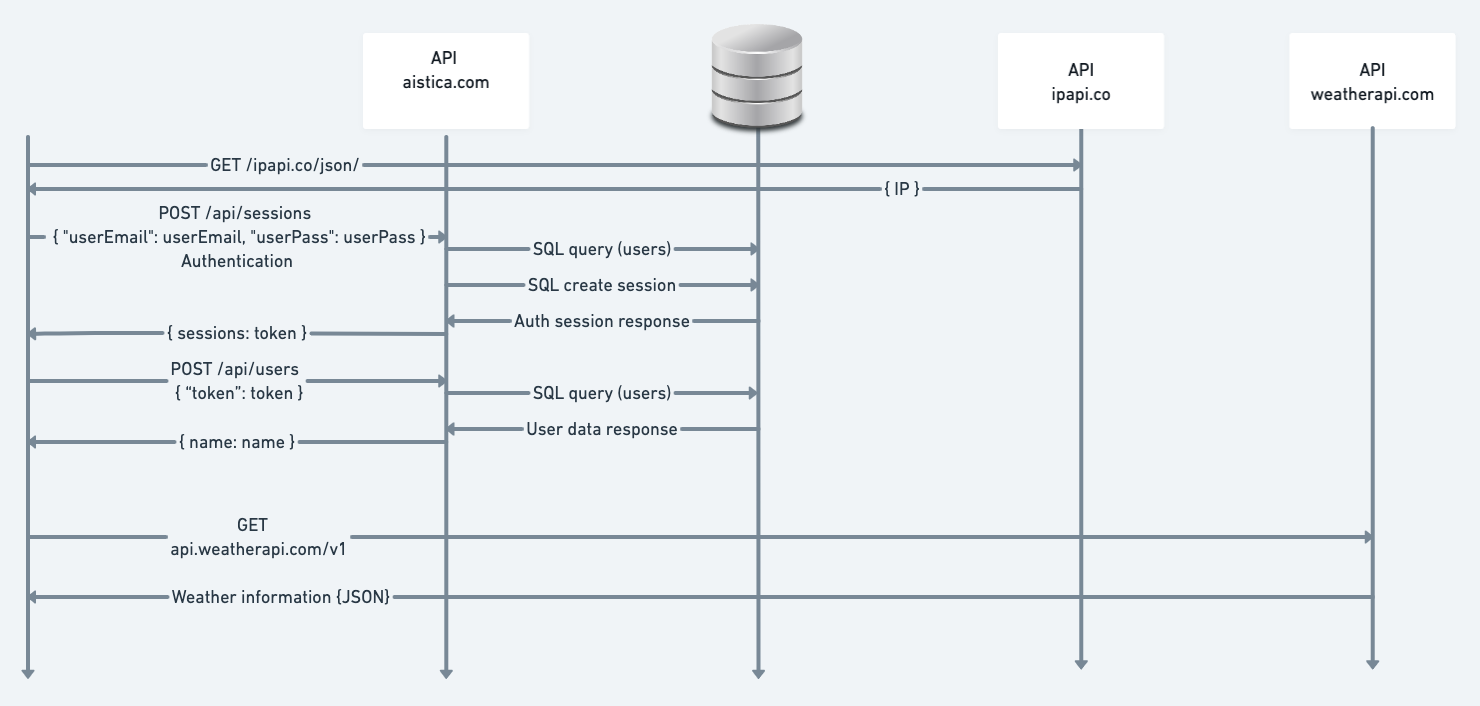 API
aistica.com
API
ipapi.co
API
weatherapi.com
GET /ipapi.co/json/
{ IP }
POST /api/sessions
{ "userEmail": userEmail, "userPass": userPass }
Authentication
SQL query (users)
SQL create session
Auth session response
{ sessions: token }
POST /api/users
{ “token”: token }
SQL query (users)
User data response
{ name: name }
GET
api.weatherapi.com/v1
Weather information {JSON}